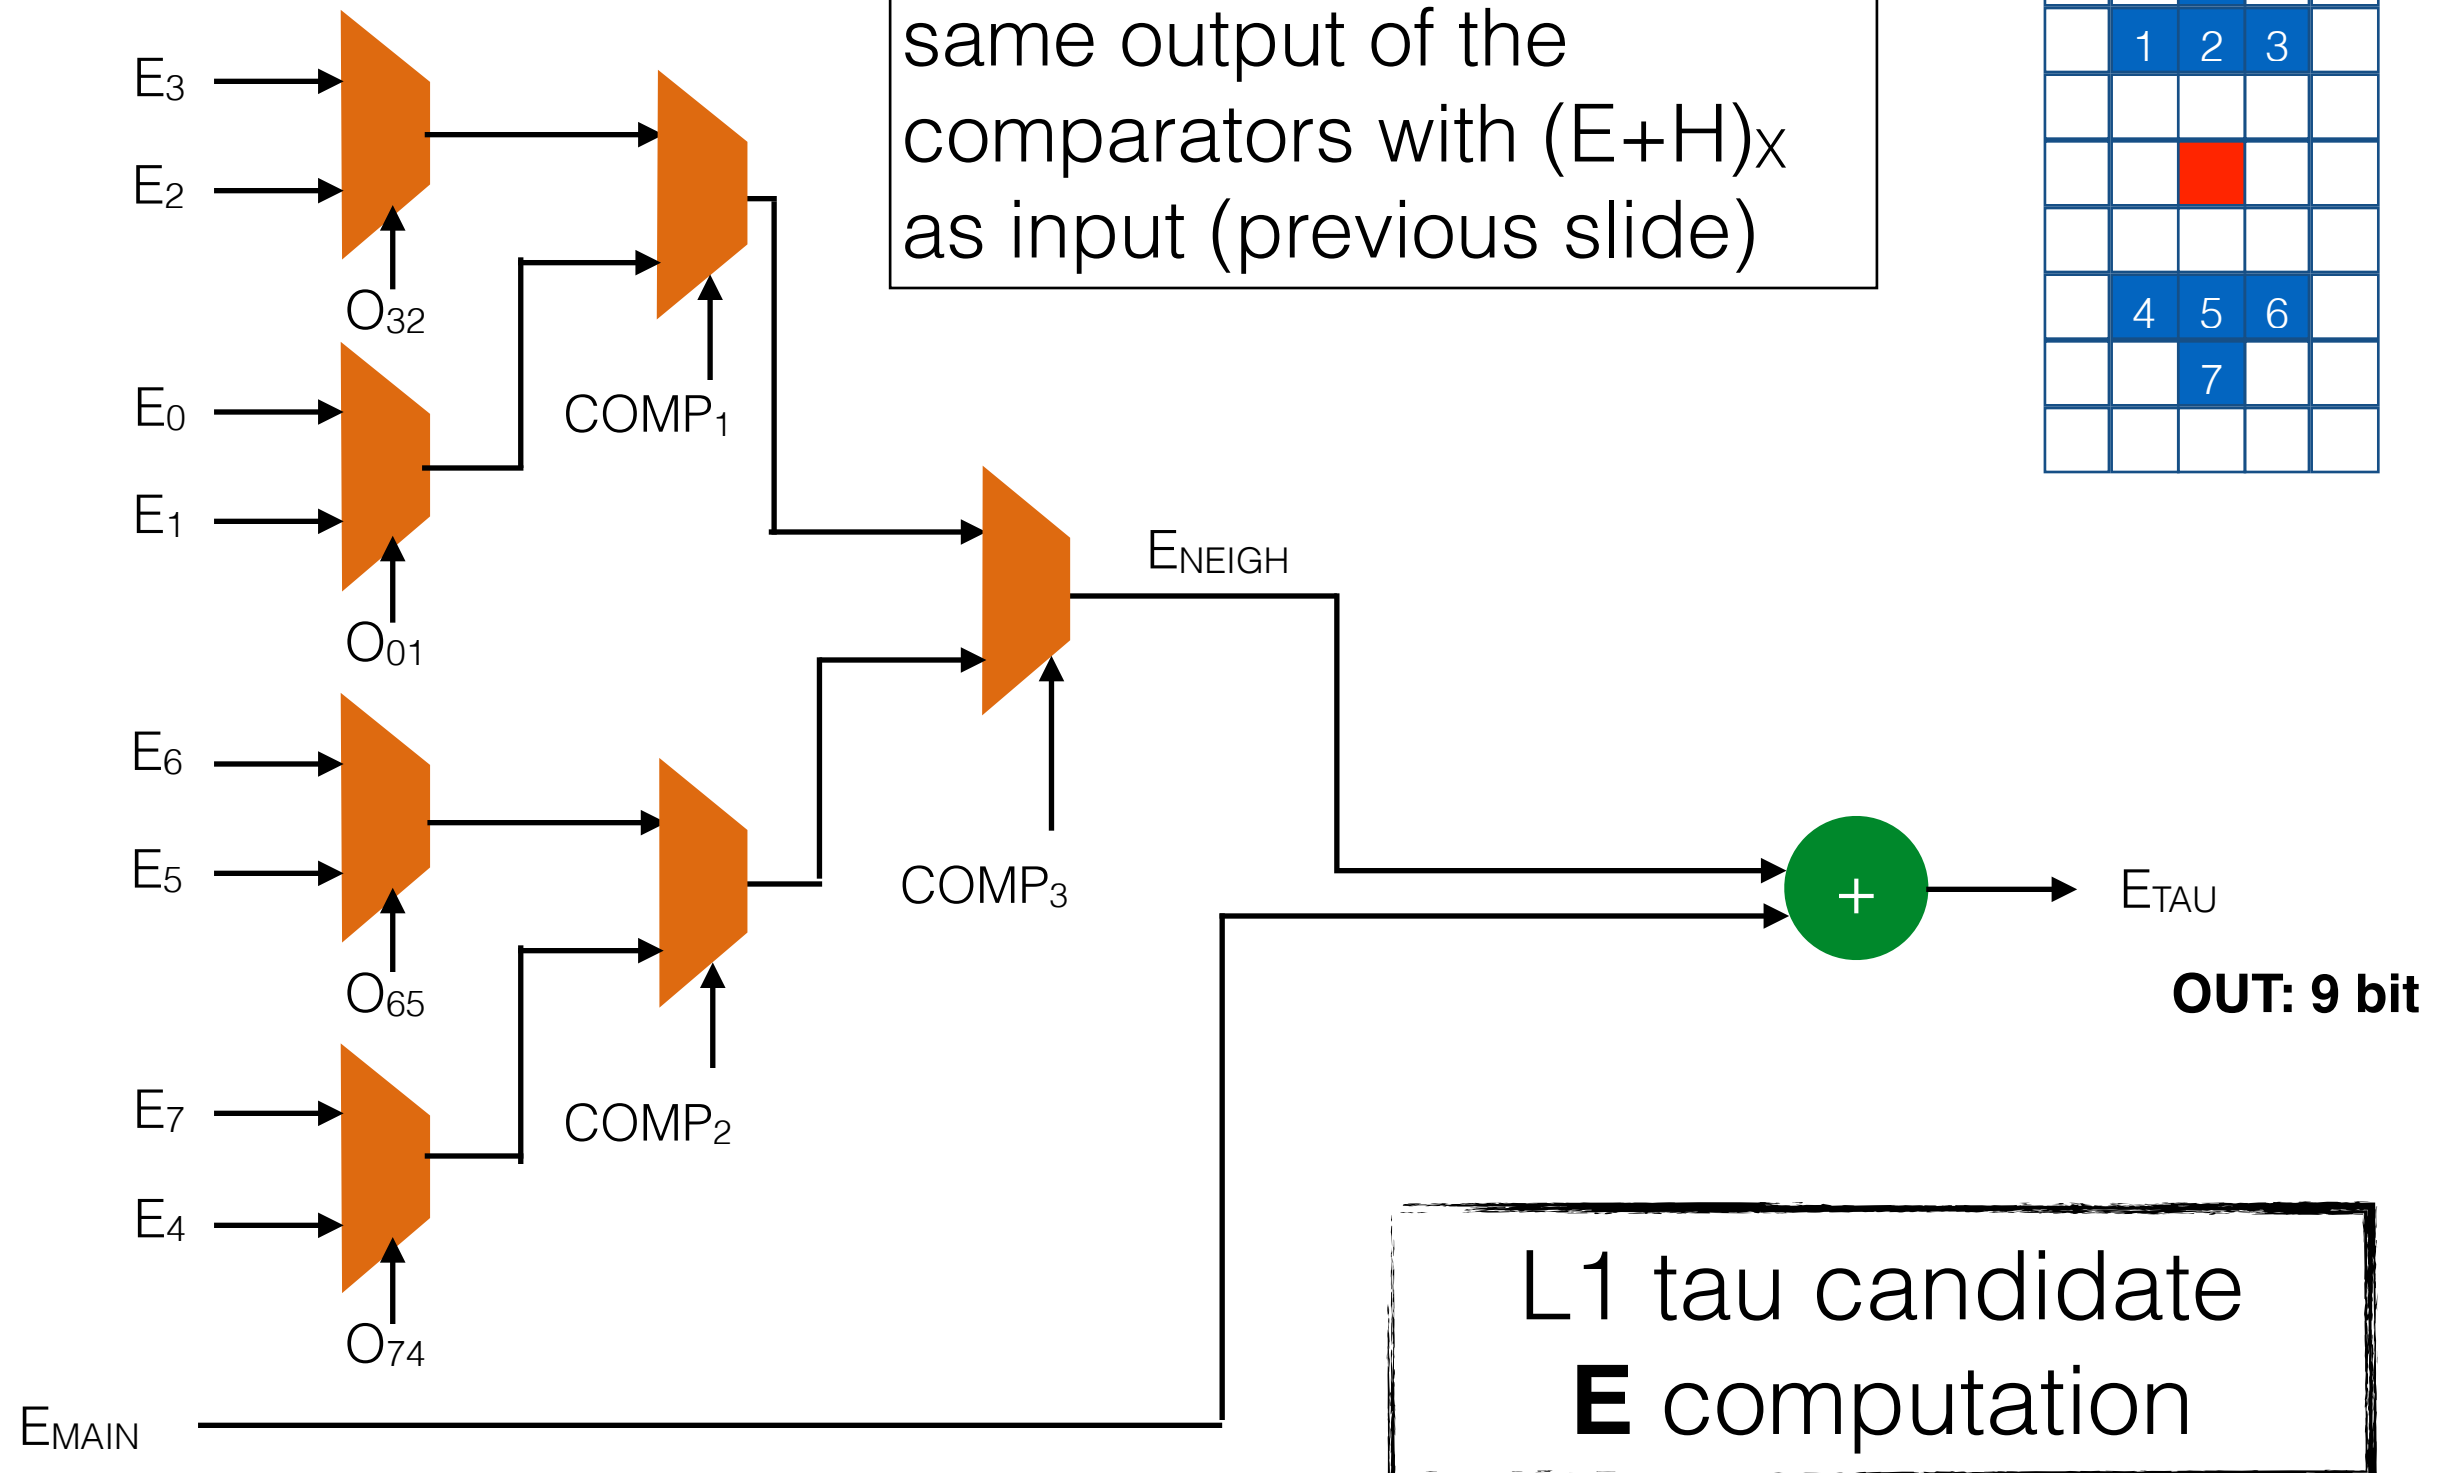 same output of the
comparators with (E+H)X
as input (previous slide)
1 2 3
4 5 6
7
E3
E2
O32
E0
E1
O01
COMP1
ENEIGH
E6
E5
O65
COMP3
E7
E4
O74
COMP2
EMAIN
+
ETAU
OUT: 9 bit
L1 tau candidate
E computation